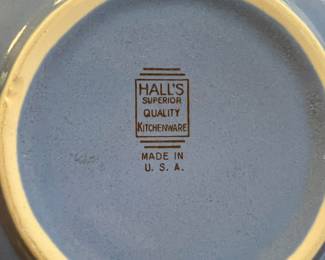 HALL'S
SUPERIOR
QUALITY
KITCHENWARE
MADE IN
U. S. A.